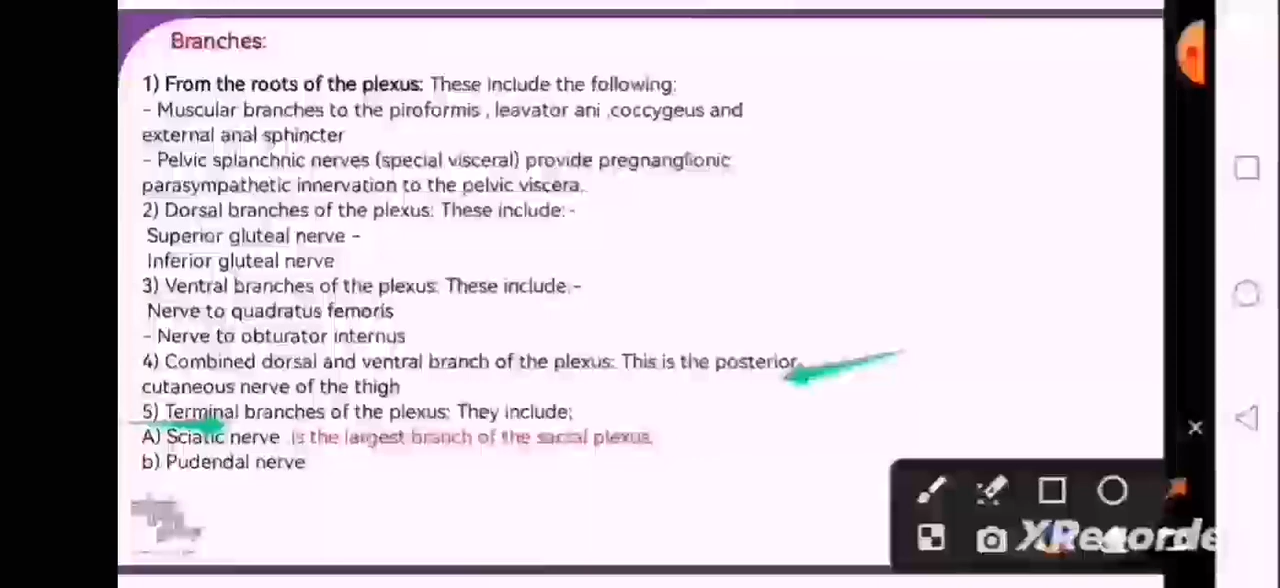 Branches:
1) From the roots of the plexus: These include the following:
- Muscular branches to the piroformis , leavator ani ,coccygeus and
external anal sphincter
- Pelvic splanchnic nerves (special visceral) provide pregnanglionic
parasympathetic innervation to the pelvic viscera.
2) Dorsal branches of the plexus: These include: -
Superior gluteal nerve -
Inferior gluteal nerve
3) Ventral branches of the plexus: These include:-
Nerve to quadratus femoris
- Nerve to obturator internus
4) Combined dorsal and ventral branch of the plexus: This is the posterior
cutaneous nerve of the thigh
5) Terminal branches of the plexus: They include;
A) Sciatic nerve is the largest branch of the sacral plexus.
b) Pudendal nerve
XRecorde